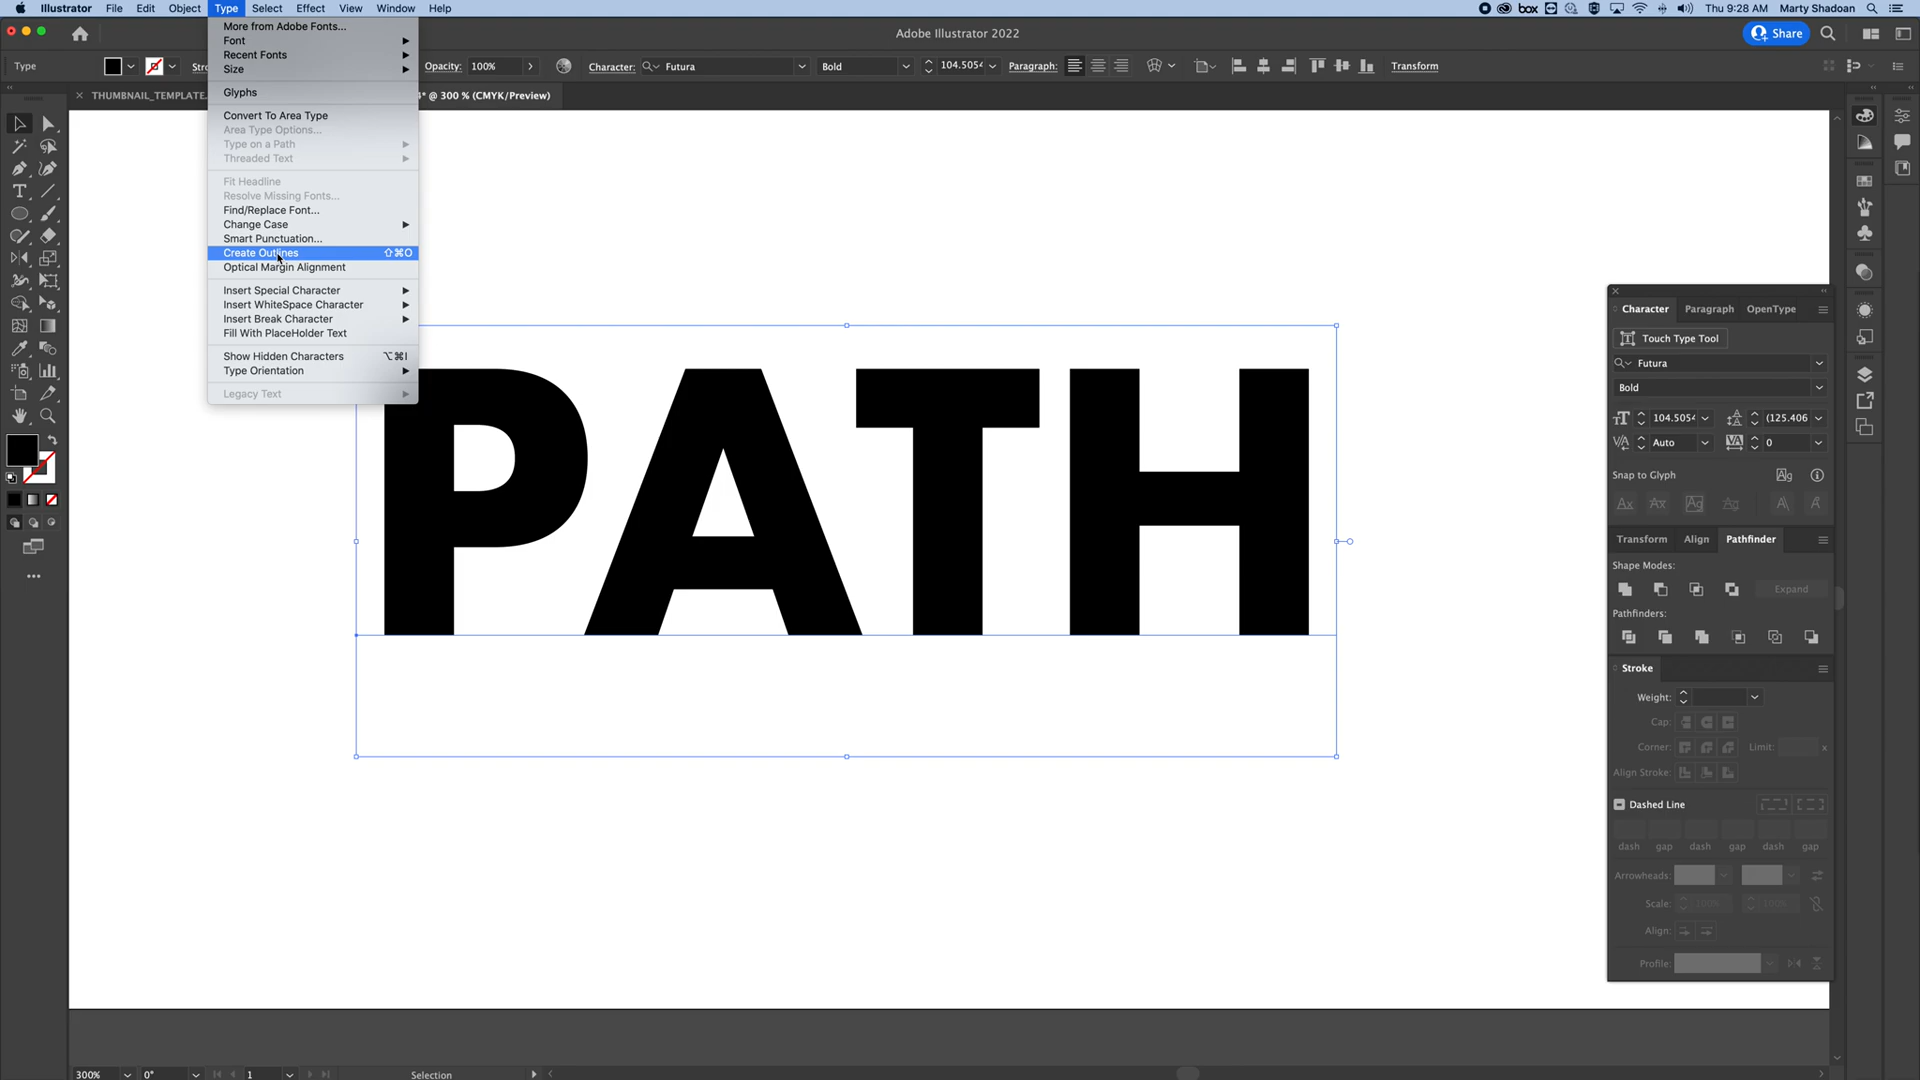 Illustrator File Edit Object Type Select Effect View Window Help box Thu 9:28 AM Marty Shadoan
More from Adobe Fonts...
Font
Recent Fonts
Size
Glyphs
Convert To Area Type
Area Type Options...
Type on a Path
Threaded Text
Fit Headline
Resolve Missing Fonts...
Find/Replace Font...
Change Case
Smart Punctuation...
Create Outlines ⇧⌘O
Optical Margin Alignment
Insert Special Character
Insert WhiteSpace Character
Insert Break Character
Fill With PlaceHolder Text
Show Hidden Characters ⌥⌘I
Type Orientation
Legacy Text
Adobe Illustrator 2022
Share
Type Opacity: 100% Character: Futura Bold 104.5054 Paragraph: Transform
THUMBNAIL_TEMPLATE. * @ 300 % (CMYK/Preview)
PATH
Character Paragraph OpenType
Touch Type Tool
Futura
Bold
104.5054 (125.406
Auto 0
Snap to Glyph
Transform Align Pathfinder
Shape Modes:
Expand
Pathfinders:
Stroke
Weight:
Cap:
Corner: Limit: x
Align Stroke:
Dashed Line
dash gap dash gap dash gap
Arrowheads:
Scale: 100% 100%
Align:
Profile:
300% 0° 1 Selection